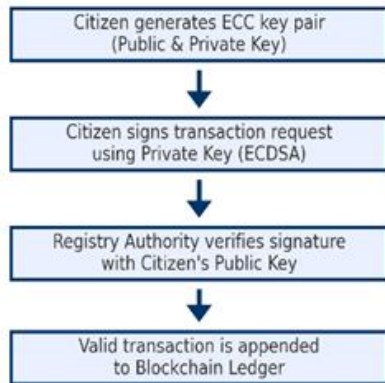 Citizen generates ECC key pair
(Public & Private Key)
Citizen signs transaction request
using Private Key (ECDSA)
Registry Authority verifies signature
with Citizen's Public Key
Valid transaction is appended
to Blockchain Ledger